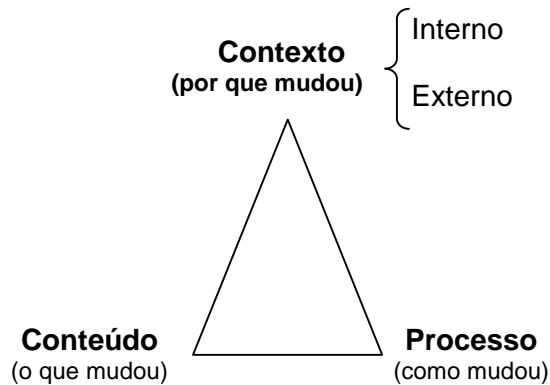 Contexto
(por que mudou)
Interno
Externo
Conteúdo
(o que mudou)
Processo
(como mudou)